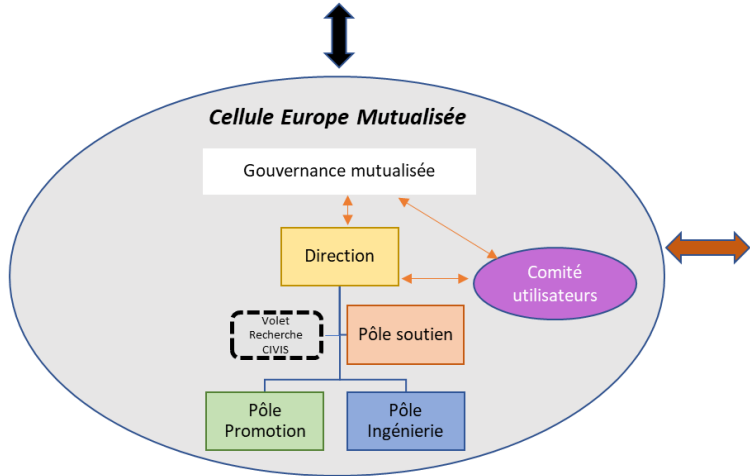 Cellule Europe Mutualisée
Gouvernance mutualisée
Direction
Comité
utilisateurs
Volet
Recherche
CIVIS
Pôle soutien
Pôle
Promotion
Pôle
Ingénierie